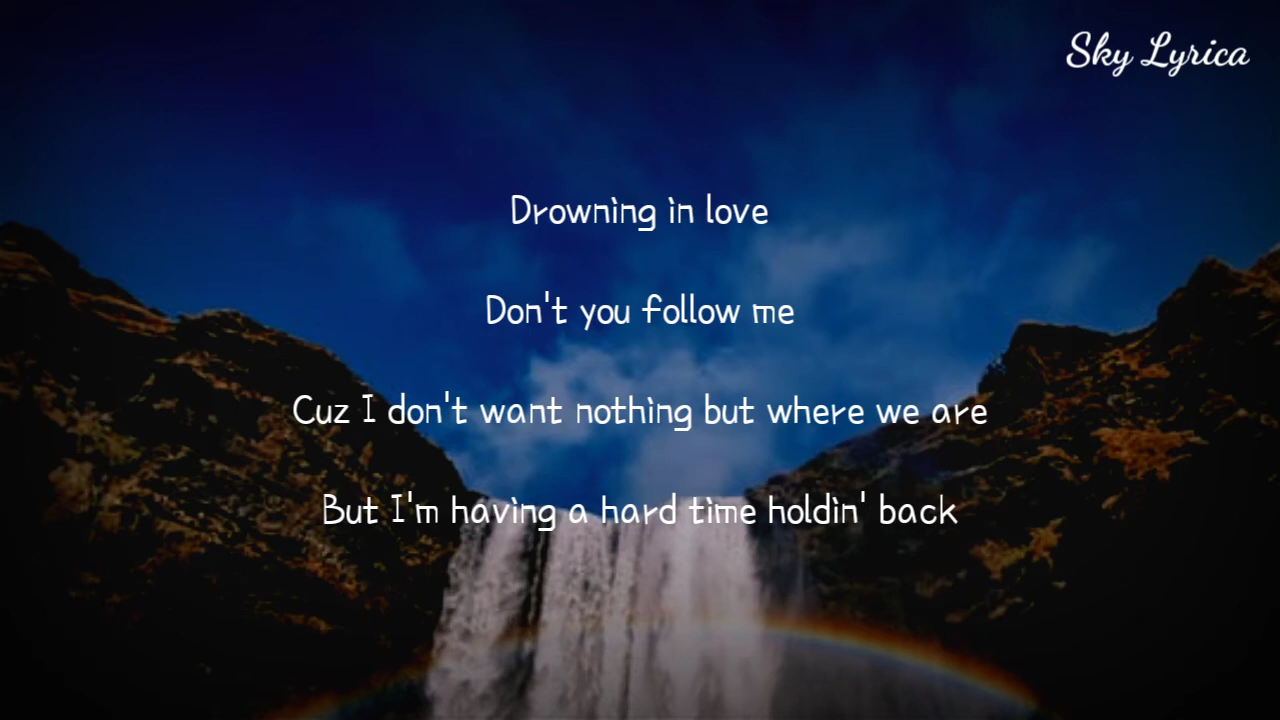 Sky Lyrica
Drowning in love
Don't you follow me
Cuz I don't want nothing but where we are
But I'm having a hard time holdin' back